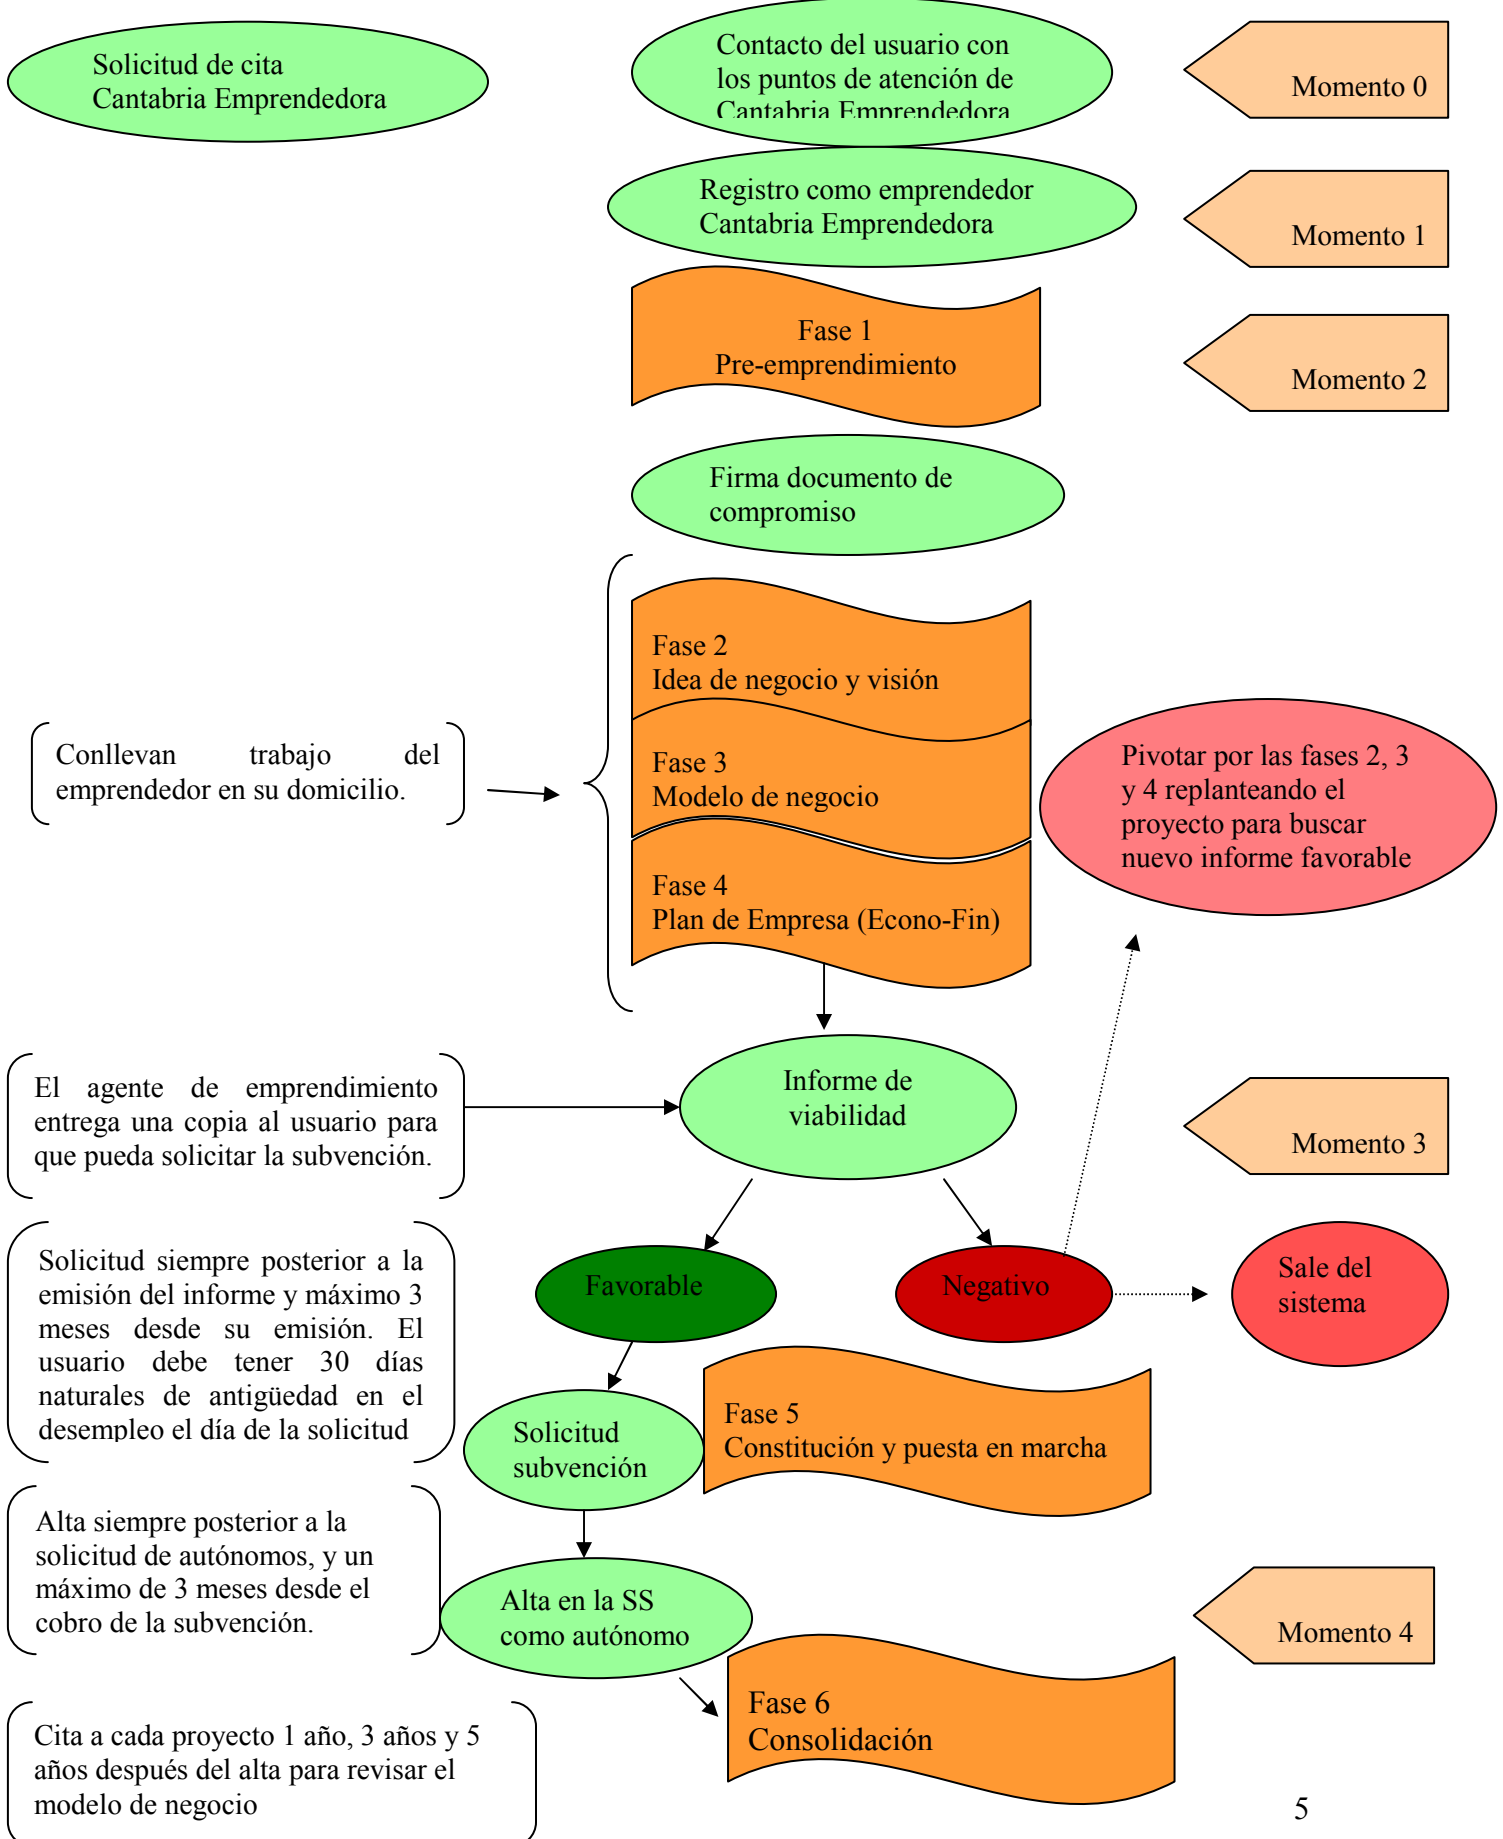 Solicitud de cita
Cantabria Emprendedora
Contacto del usuario con
los puntos de atención de
Cantabria Emprendedora
Momento 0
Registro como emprendedor
Cantabria Emprendedora
Momento 1
Fase 1
Pre-emprendimiento
Momento 2
Firma documento de
compromiso
Fase 2
Idea de negocio y visión
Conllevan trabajo del
emprendedor en su domicilio.
Fase 3
Modelo de negocio
Pivotar por las fases 2, 3
y 4 replanteando el
proyecto para buscar
nuevo informe favorable
Fase 4
Plan de Empresa (Econo-Fin)
El agente de emprendimiento
entrega una copia al usuario para
que pueda solicitar la subvención.
Informe de
viabilidad
Momento 3
Solicitud siempre posterior a la
emisión del informe y máximo 3
meses desde su emisión. El
usuario debe tener 30 días
naturales de antigüedad en el
desempleo el día de la solicitud
Favorable
Negativo
Sale del
sistema
Solicitud
subvención
Fase 5
Constitución y puesta en marcha
Alta siempre posterior a la
solicitud de autónomos, y un
máximo de 3 meses desde el
cobro de la subvención.
Alta en la SS
como autónomo
Momento 4
Fase 6
Consolidación
Cita a cada proyecto 1 año, 3 años y 5
años después del alta para revisar el
modelo de negocio
5